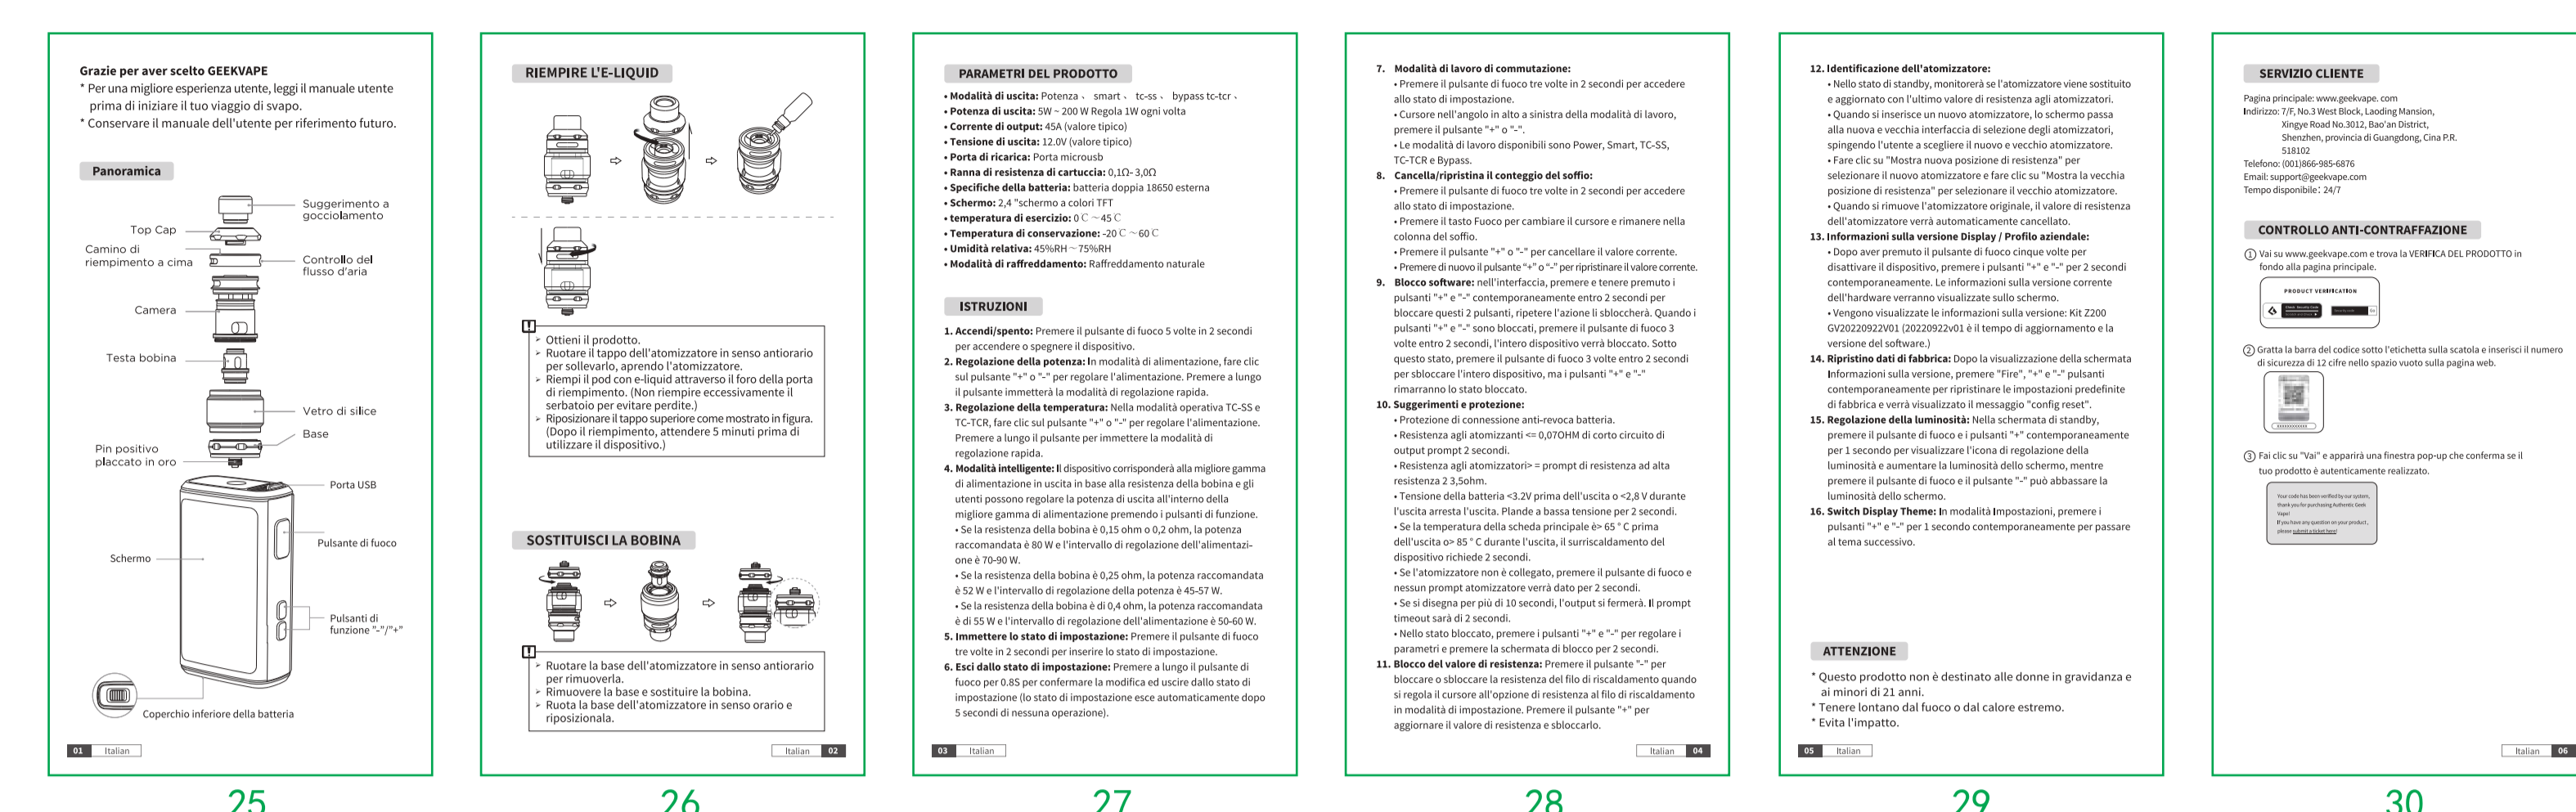 Grazie per aver scelto GEEKVAPE
* Per una migliore esperienza utente, leggi il manuale utente
prima di iniziare il tuo viaggio di svapo.
* Conservare il manuale dell'utente per riferimento futuro.
Panoramica
Suggerimento a
gocciolamento
Top Cap
Camino di
riempimento a cima
Controllo del
flusso d'aria
Camera
Testa bobina
Vetro di silice
Base
Pin positivo
placcato in oro
Porta USB
Pulsante di fuoco
Schermo
Pulsanti di
funzione "-"/"+"
Coperchio inferiore della batteria
01 Italian
25
RIEMPIRE L'E-LIQUID
➢ Ottieni il prodotto.
➢ Ruotare il tappo dell'atomizzatore in senso antiorario
per sollevarlo, aprendo l'atomizzatore.
➢ Riempi il pod con e-liquid attraverso il foro della porta
di riempimento. (Non riempire eccessivamente il
serbatoio per evitare perdite.)
➢ Riposizionare il tappo superiore come mostrato in figura.
(Dopo il riempimento, attendere 5 minuti prima di
utilizzare il dispositivo.)
SOSTITUISCI LA BOBINA
➢ Ruotare la base dell'atomizzatore in senso antiorario
per rimuoverla.
➢ Rimuovere la base e sostituire la bobina.
➢ Ruota la base dell'atomizzatore in senso orario e
riposizionala.
Italian 02
26
PARAMETRI DEL PRODOTTO
• Modalità di uscita: Potenza 、 smart 、 tc-ss 、 bypass tc-tcr 、
• Potenza di uscita: 5W ~ 200 W Regola 1W ogni volta
• Corrente di output: 45A (valore tipico)
• Tensione di uscita: 12.0V (valore tipico)
• Porta di ricarica: Porta microusb
• Ranna di resistenza di cartuccia: 0,1Ω- 3,0Ω
• Specifiche della batteria: batteria doppia 18650 esterna
• Schermo: 2,4 "schermo a colori TFT
• temperatura di esercizio: 0 C ~ 45 C
• Temperatura di conservazione: -20 C ~ 60 C
• Umidità relativa: 45%RH ~ 75%RH
• Modalità di raffreddamento: Raffreddamento naturale
ISTRUZIONI
1. Accendi/spento: Premere il pulsante di fuoco 5 volte in 2 secondi
per accendere o spegnere il dispositivo.
2. Regolazione della potenza: In modalità di alimentazione, fare clic
sul pulsante "+" o "-" per regolare l'alimentazione. Premere a lungo
il pulsante immetterà la modalità di regolazione rapida.
3. Regolazione della temperatura: Nella modalità operativa TC-SS e
TC-TCR, fare clic sul pulsante "+" o "-" per regolare l'alimentazione.
Premere a lungo il pulsante per immettere la modalità di
regolazione rapida.
4. Modalità intelligente: Il dispositivo corrisponderà alla migliore gamma
di alimentazione in uscita in base alla resistenza della bobina e gli
utenti possono regolare la potenza di uscita all'interno della
migliore gamma di alimentazione premendo i pulsanti di funzione.
• Se la resistenza della bobina è 0,15 ohm o 0,2 ohm, la potenza
raccomandata è 80 W e l'intervallo di regolazione dell'alimentazi-
one è 70-90 W.
• Se la resistenza della bobina è 0,25 ohm, la potenza raccomandata
è 52 W e l'intervallo di regolazione della potenza è 45-57 W.
• Se la resistenza della bobina è di 0,4 ohm, la potenza raccomandata
è di 55 W e l'intervallo di regolazione dell'alimentazione è 50-60 W.
5. Immettere lo stato di impostazione: Premere il pulsante di fuoco
tre volte in 2 secondi per inserire lo stato di impostazione.
6. Esci dallo stato di impostazione: Premere a lungo il pulsante di
fuoco per 0.8S per confermare la modifica ed uscire dallo stato di
impostazione (lo stato di impostazione esce automaticamente dopo
5 secondi di nessuna operazione).
03 Italian
27
7. Modalità di lavoro di commutazione:
• Premere il pulsante di fuoco tre volte in 2 secondi per accedere
allo stato di impostazione.
• Cursore nell'angolo in alto a sinistra della modalità di lavoro,
premere il pulsante "+" o "-".
• Le modalità di lavoro disponibili sono Power, Smart, TC-SS,
TC-TCR e Bypass.
8. Cancella/ripristina il conteggio del soffio:
• Premere il pulsante di fuoco tre volte in 2 secondi per accedere
allo stato di impostazione.
• Premere il tasto Fuoco per cambiare il cursore e rimanere nella
colonna del soffio.
• Premere il pulsante "+" o "-" per cancellare il valore corrente.
• Premere di nuovo il pulsante "+" o "-" per ripristinare il valore corrente.
9. Blocco software: nell'interfaccia, premere e tenere premuto i
pulsanti "+" e "-" contemporaneamente entro 2 secondi per
bloccare questi 2 pulsanti, ripetere l'azione li sbloccherà. Quando i
pulsanti "+" e "-" sono bloccati, premere il pulsante di fuoco 3
volte entro 2 secondi, l'intero dispositivo verrà bloccato. Sotto
questo stato, premere il pulsante di fuoco 3 volte entro 2 secondi
per sbloccare l'intero dispositivo, ma i pulsanti "+" e "-"
rimarranno lo stato bloccato.
10. Suggerimenti e protezione:
• Protezione di connessione anti-revoca batteria.
• Resistenza agli atomizzanti <= 0,07OHM di corto circuito di
output prompt 2 secondi.
• Resistenza agli atomizzatori> = prompt di resistenza ad alta
resistenza 2 3,5ohm.
• Tensione della batteria <3.2V prima dell'uscita o <2,8 V durante
l'uscita arresta l'uscita. Plande a bassa tensione per 2 secondi.
• Se la temperatura della scheda principale è> 65 ° C prima
dell'uscita o> 85 ° C durante l'uscita, il surriscaldamento del
dispositivo richiede 2 secondi.
• Se l'atomizzatore non è collegato, premere il pulsante di fuoco e
nessun prompt atomizzatore verrà dato per 2 secondi.
• Se si disegna per più di 10 secondi, l'output si fermerà. Il prompt
timeout sarà di 2 secondi.
• Nello stato bloccato, premere i pulsanti "+" e "-" per regolare i
parametri e premere la schermata di blocco per 2 secondi.
11. Blocco del valore di resistenza: Premere il pulsante "-" per
bloccare o sbloccare la resistenza del filo di riscaldamento quando
si regola il cursore all'opzione di resistenza al filo di riscaldamento
in modalità di impostazione. Premere il pulsante "+" per
aggiornare il valore di resistenza e sbloccarlo.
Italian 04
28
12. Identificazione dell'atomizzatore:
• Nello stato di standby, monitorerà se l'atomizzatore viene sostituito
e aggiornato con l'ultimo valore di resistenza agli atomizzatori.
• Quando si inserisce un nuovo atomizzatore, lo schermo passa
alla nuova e vecchia interfaccia di selezione degli atomizzatori,
spingendo l'utente a scegliere il nuovo e vecchio atomizzatore.
• Fare clic su "Mostra nuova posizione di resistenza" per
selezionare il nuovo atomizzatore e fare clic su "Mostra la vecchia
posizione di resistenza" per selezionare il vecchio atomizzatore.
• Quando si rimuove l'atomizzatore originale, il valore di resistenza
dell'atomizzatore verrà automaticamente cancellato.
13. Informazioni sulla versione Display / Profilo aziendale:
• Dopo aver premuto il pulsante di fuoco cinque volte per
disattivare il dispositivo, premere i pulsanti "+" e "-" per 2 secondi
contemporaneamente. Le informazioni sulla versione corrente
dell'hardware verranno visualizzate sullo schermo.
• Vengono visualizzate le informazioni sulla versione: Kit Z200
GV20220922V01 (20220922v01 è il tempo di aggiornamento e la
versione del software.)
14. Ripristino dati di fabbrica: Dopo la visualizzazione della schermata
Informazioni sulla versione, premere "Fire", "+" e "-" pulsanti
contemporaneamente per ripristinare le impostazioni predefinite
di fabbrica e verrà visualizzato il messaggio "config reset".
15. Regolazione della luminosità: Nella schermata di standby,
premere il pulsante di fuoco e i pulsanti "+" contemporaneamente
per 1 secondo per visualizzare l'icona di regolazione della
luminosità e aumentare la luminosità dello schermo, mentre
premere il pulsante di fuoco e il pulsante "-" può abbassare la
luminosità dello schermo.
16. Switch Display Theme: In modalità Impostazioni, premere i
pulsanti "+" e "-" per 1 secondo contemporaneamente per passare
al tema successivo.
ATTENZIONE
* Questo prodotto non è destinato alle donne in gravidanza e
ai minori di 21 anni.
* Tenere lontano dal fuoco o dal calore estremo.
* Evita l'impatto.
05 Italian
29
SERVIZIO CLIENTE
Pagina principale: www.geekvape. com
Indirizzo: 7/F, No.3 West Block, Laoding Mansion,
Xingye Road No.3012, Bao'an District,
Shenzhen, provincia di Guangdong, Cina P.R.
518102
Telefono: (001)866-985-6876
Email: support@geekvape.com
Tempo disponibile: 24/7
CONTROLLO ANTI-CONTRAFFAZIONE
① Vai su www.geekvape.com e trova la VERIFICA DEL PRODOTTO in
fondo alla pagina principale.
PRODUCT VERIFICATION
② Gratta la barra del codice sotto l'etichetta sulla scatola e inserisci il numero
di sicurezza di 12 cifre nello spazio vuoto sulla pagina web.
③ Fai clic su "Vai" e apparirà una finestra pop-up che conferma se il
tuo prodotto è autenticamente realizzato.
Your code has been verified by our system,
thank you for purchasing Authentic Geek
Vape!
If you have any question on your product,
please submit a ticket here!
Italian 06
30